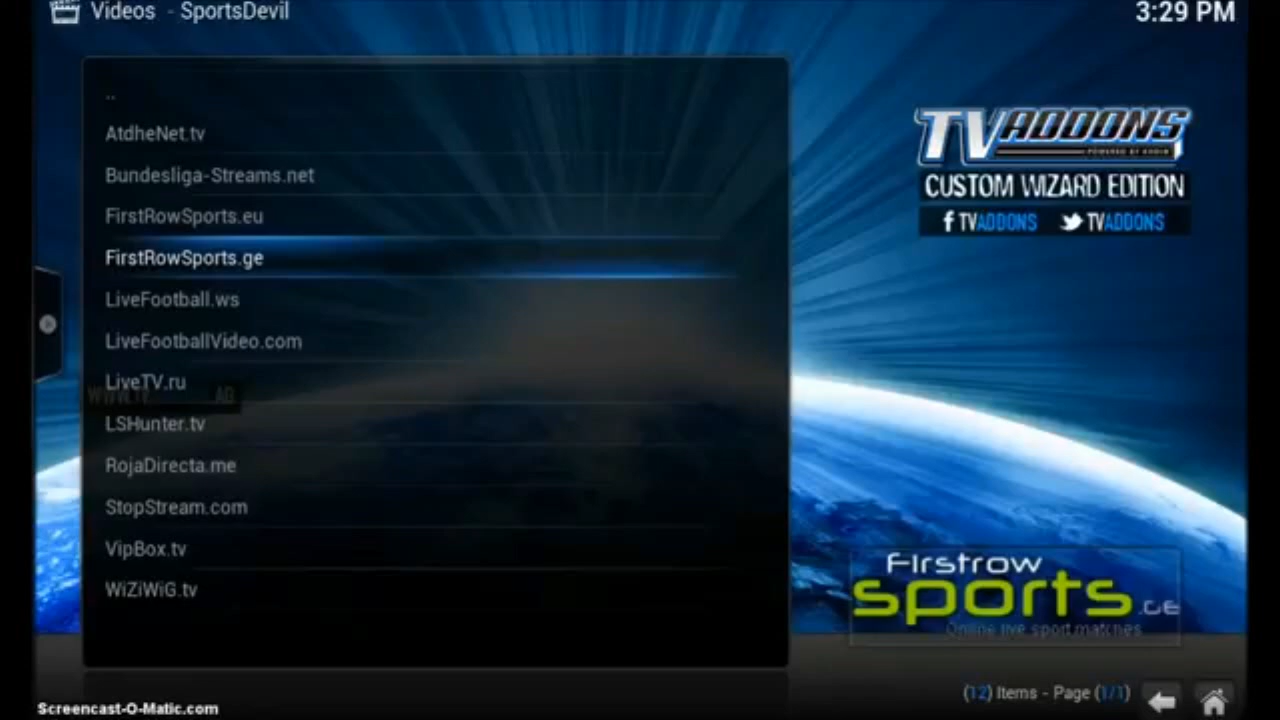 Videos - SportsDevil
3:29 PM
..
AtdheNet.tv
Bundesliga-Streams.net
FirstRowSports.eu
FirstRowSports.ge
LiveFootball.ws
LiveFootballVideo.com
LiveTV.ru
LSHunter.tv
RojaDirecta.me
StopStream.com
VipBox.tv
WiZiWiG.tv
TVADDONS
CUSTOM WIZARD EDITION
TVADDONS TVADDONS
Firstrow
sports.GE
Online live sport matches
(12) Items - Page (1/1)
Screencast-O-Matic.com